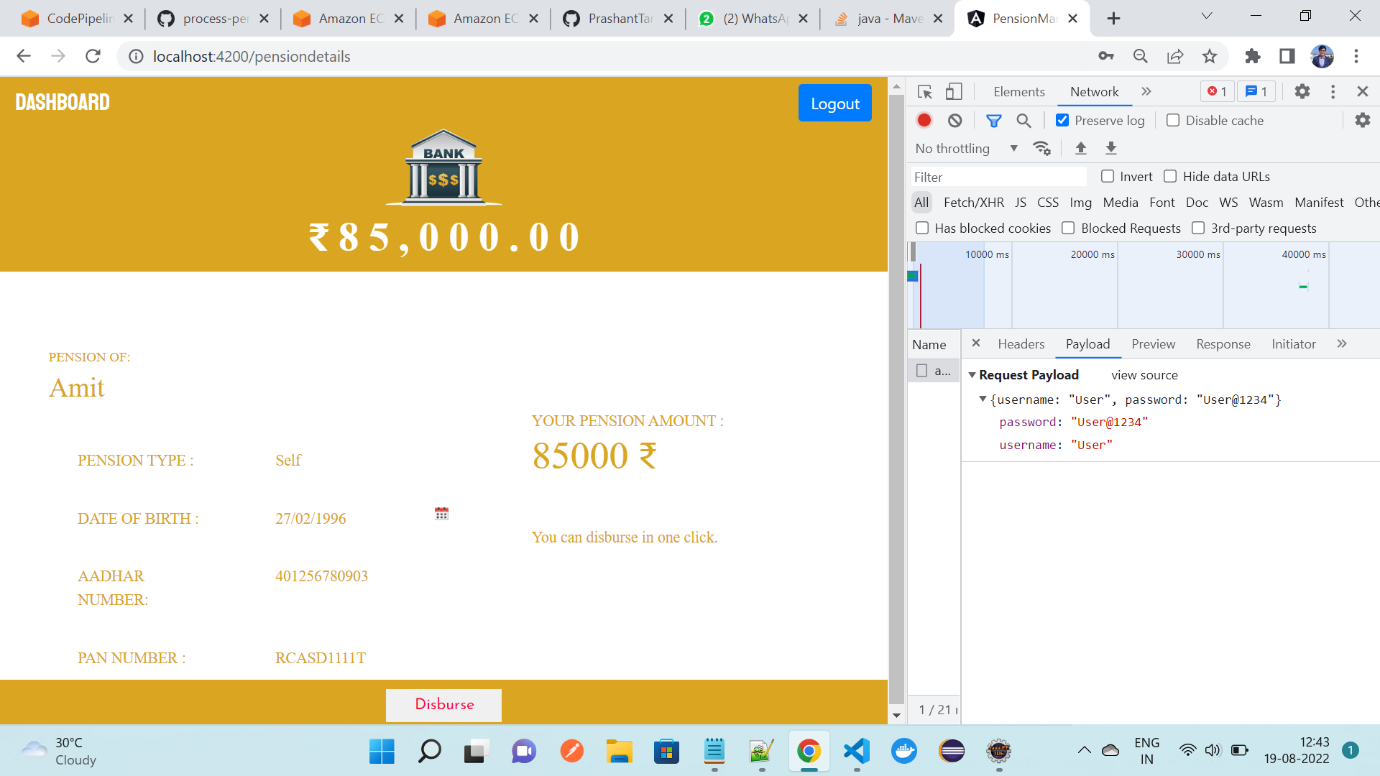 CodePipelin
process-pe
Amazon EC
Amazon EC
PrashantTar
(2) WhatsAp
java - Mave
PensionMa
localhost:4200/pensiondetails
DASHBOARD
Logout
BANK
$$$
₹85,000.00
PENSION OF:
Amit
PENSION TYPE :
Self
DATE OF BIRTH :
27/02/1996
AADHAR
NUMBER:
401256780903
PAN NUMBER :
RCASD1111T
YOUR PENSION AMOUNT :
85000 ₹
You can disburse in one click.
Disburse
Elements
Network
1
1
Preserve log
Disable cache
No throttling
Filter
Invert
Hide data URLs
All
Fetch/XHR
JS
CSS
Img
Media
Font
Doc
WS
Wasm
Manifest
Othe
Has blocked cookies
Blocked Requests
3rd-party requests
10000 ms
20000 ms
30000 ms
40000 ms
Name
a...
Headers
Payload
Preview
Response
Initiator
Request Payload
view source
{username: "User", password: "User@1234"}
password: "User@1234"
username: "User"
1 / 21
30°C
Cloudy
ENG
IN
12:43
19-08-2022
1